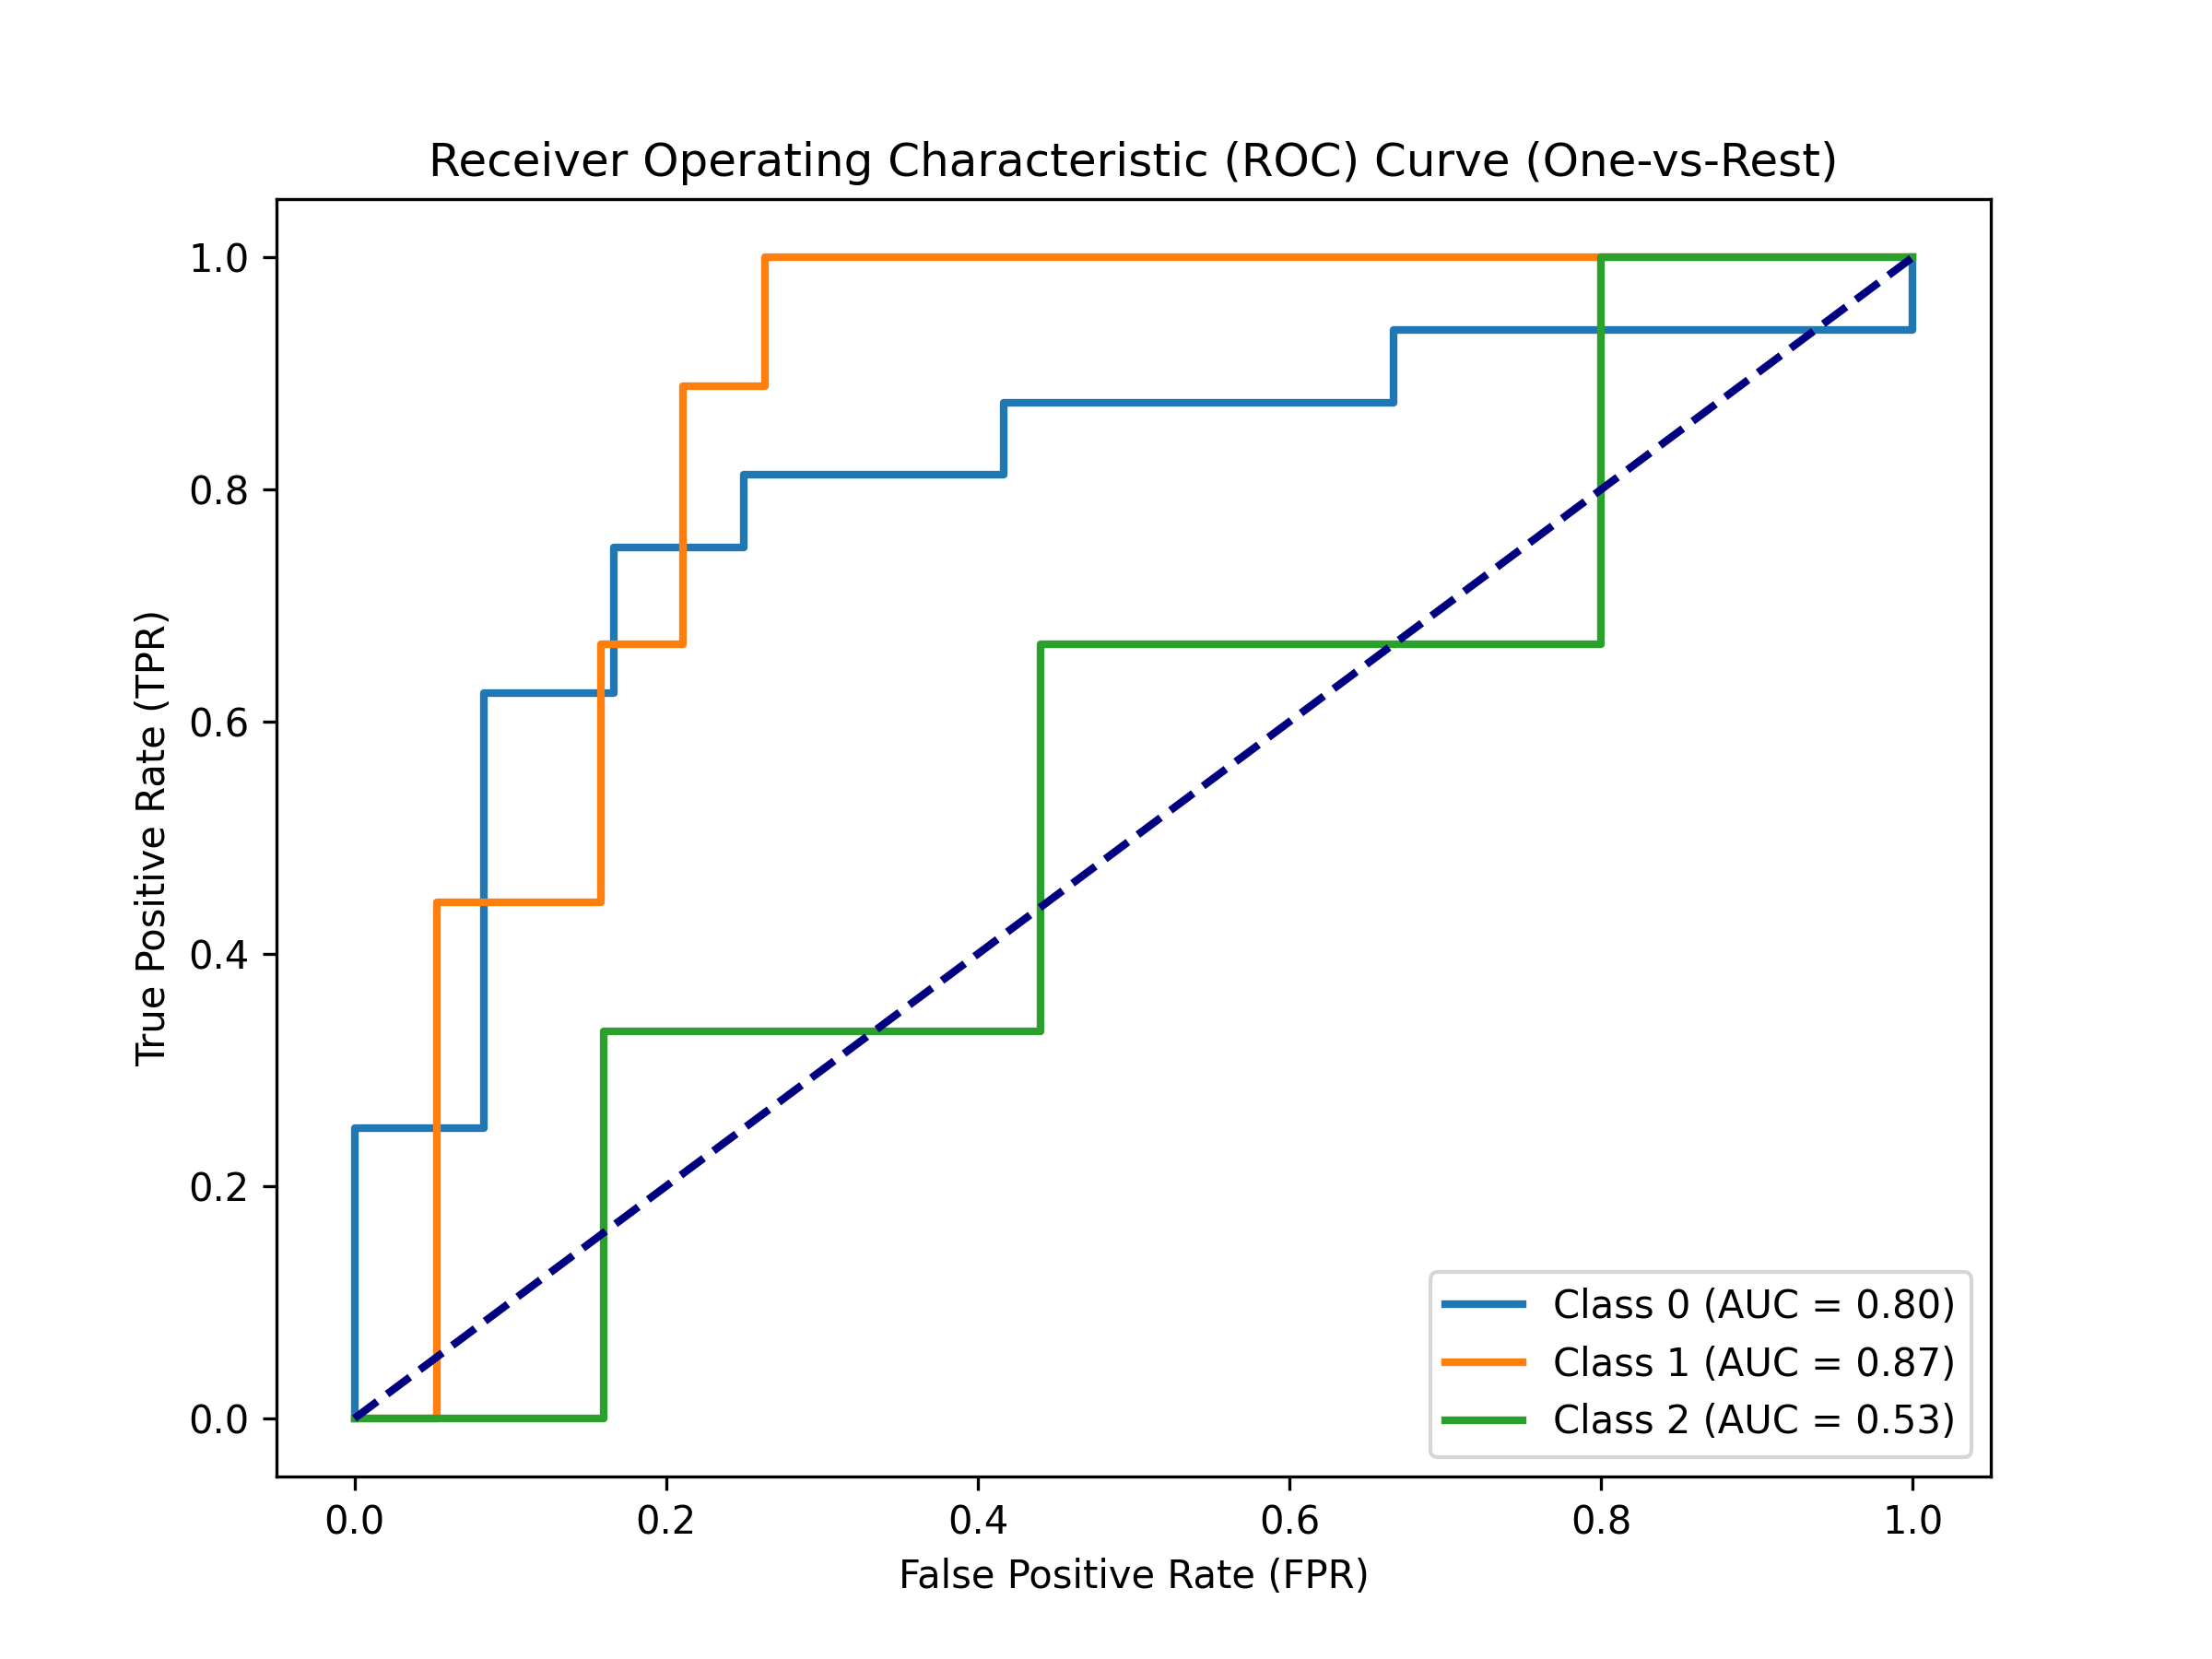 Receiver Operating Characteristic (ROC) Curve (One-vs-Rest)
True Positive Rate (TPR)
1.0
0.8
0.6
0.4
0.2
0.0
Class 0 (AUC = 0.80)
Class 1 (AUC = 0.87)
Class 2 (AUC = 0.53)
0.0 0.2 0.4 0.6 0.8 1.0
False Positive Rate (FPR)